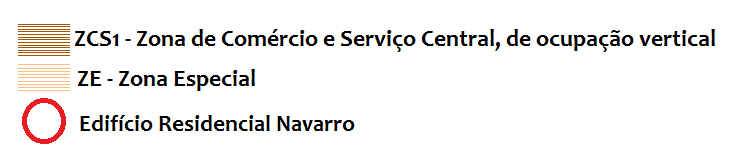 ZCS1 - Zona de Comércio e Serviço Central, de ocupação vertical
ZE - Zona Especial
Edifício Residencial Navarro